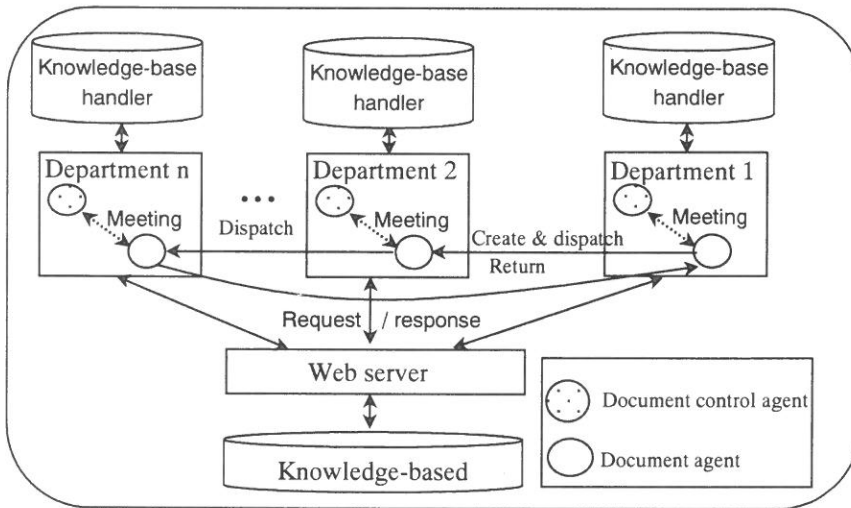 Knowledge-base
handler
Knowledge-base
handler
Knowledge-base
handler
Department n
Department 2
Department 1
Meeting
Meeting
Meeting
Dispatch
Create & dispatch
Return
Request / response
Web server
Knowledge-based
Document control agent
Document agent